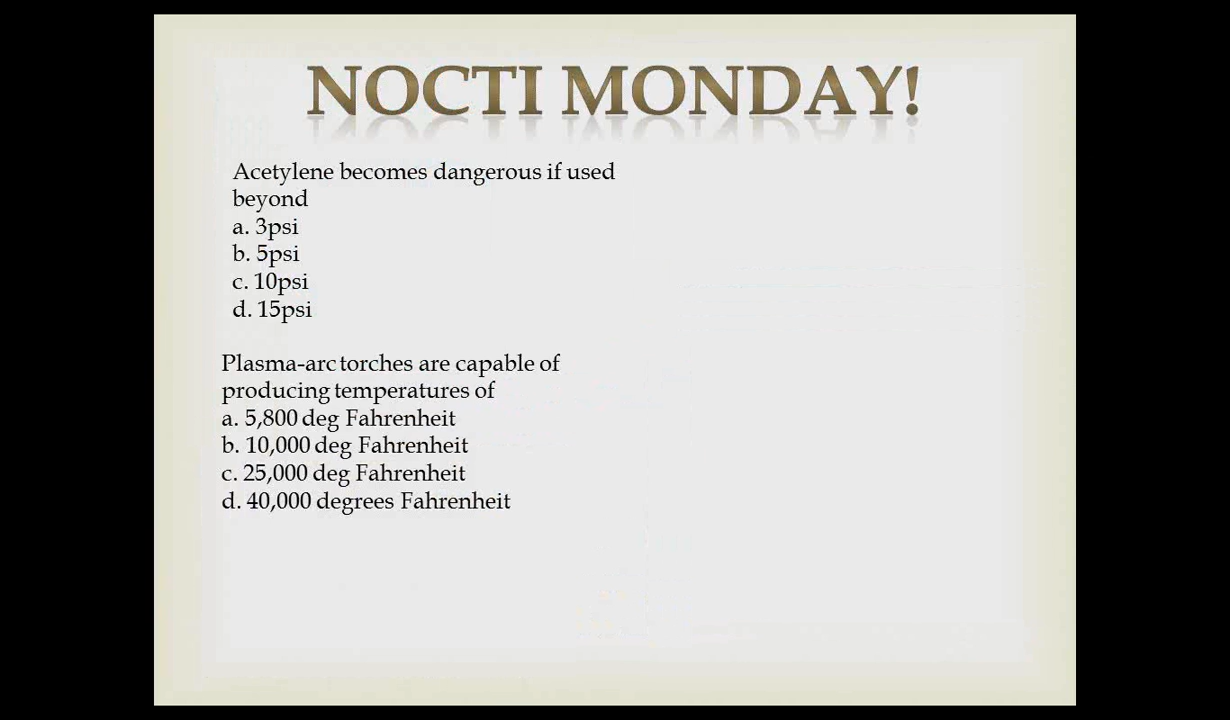 NOCTI MONDAY!
Acetylene becomes dangerous if used
beyond
a. 3psi
b. 5psi
c. 10psi
d. 15psi
Plasma-arc torches are capable of
producing temperatures of
a. 5,800 deg Fahrenheit
b. 10,000 deg Fahrenheit
c. 25,000 deg Fahrenheit
d. 40,000 degrees Fahrenheit